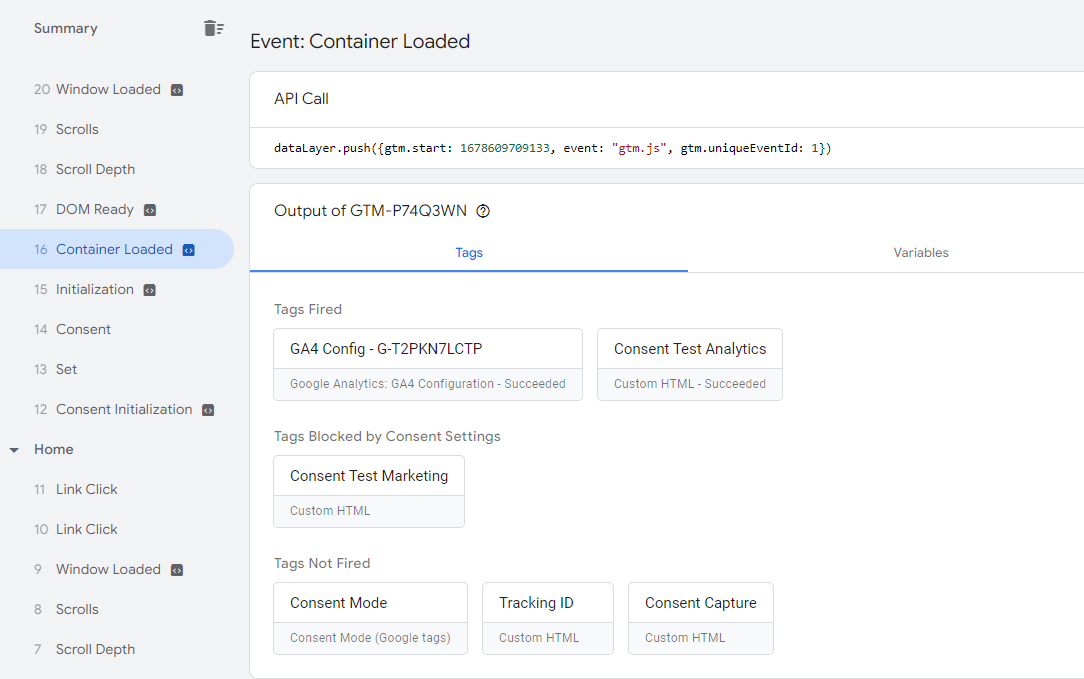 Summary
20 Window Loaded
19 Scrolls
18 Scroll Depth
17 DOM Ready
16 Container Loaded
15 Initialization
14 Consent
13 Set
12 Consent Initialization
Home
11 Link Click
10 Link Click
9 Window Loaded
8 Scrolls
7 Scroll Depth
Event: Container Loaded
API Call
dataLayer.push({gtm.start: 1678609709133, event: "gtm.js", gtm.uniqueEventId: 1})
Output of GTM-P74Q3WN
Tags Variables
Tags Fired
GA4 Config - G-T2PKN7LCTP
Google Analytics: GA4 Configuration - Succeeded
Consent Test Analytics
Custom HTML - Succeeded
Tags Blocked by Consent Settings
Consent Test Marketing
Custom HTML
Tags Not Fired
Consent Mode
Consent Mode (Google tags)
Tracking ID
Custom HTML
Consent Capture
Custom HTML